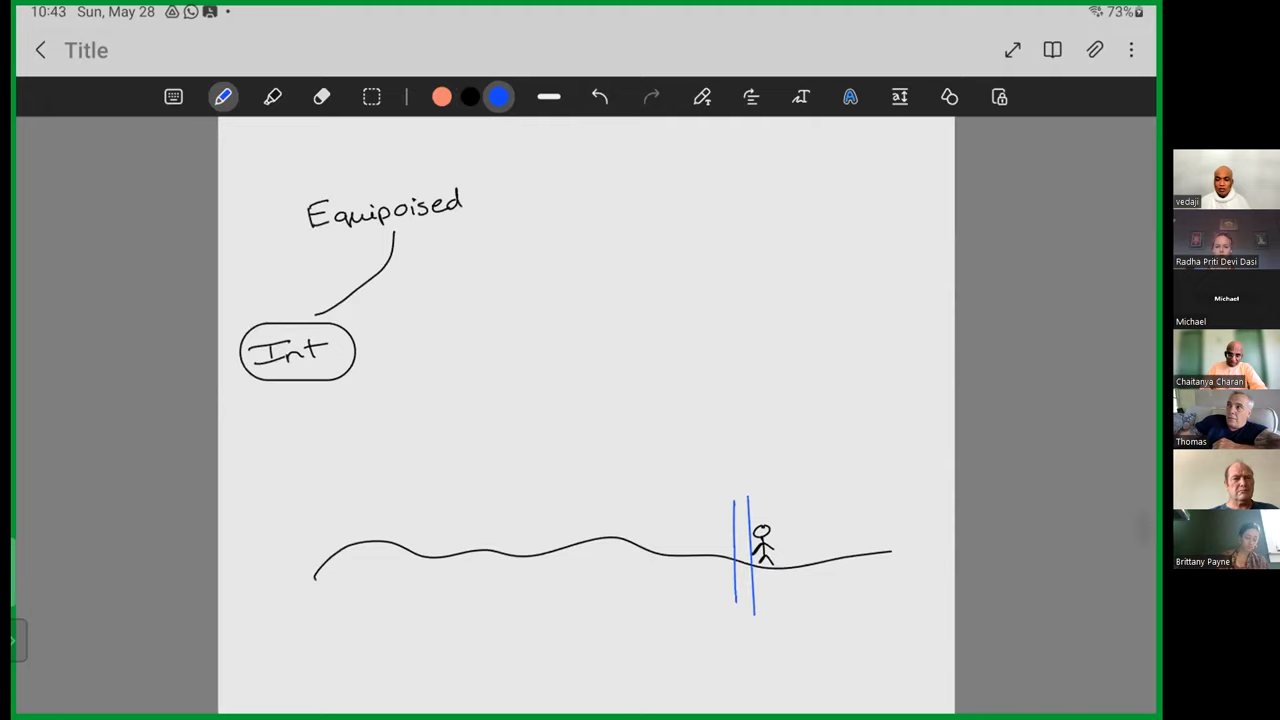 10:43 Sun, May 28
73%
Title
Equipoised
Int
vedaji
Radha Priti Devi Dasi
Michael
Michael
Chaitanya Charan
Thomas
Brittany Payne